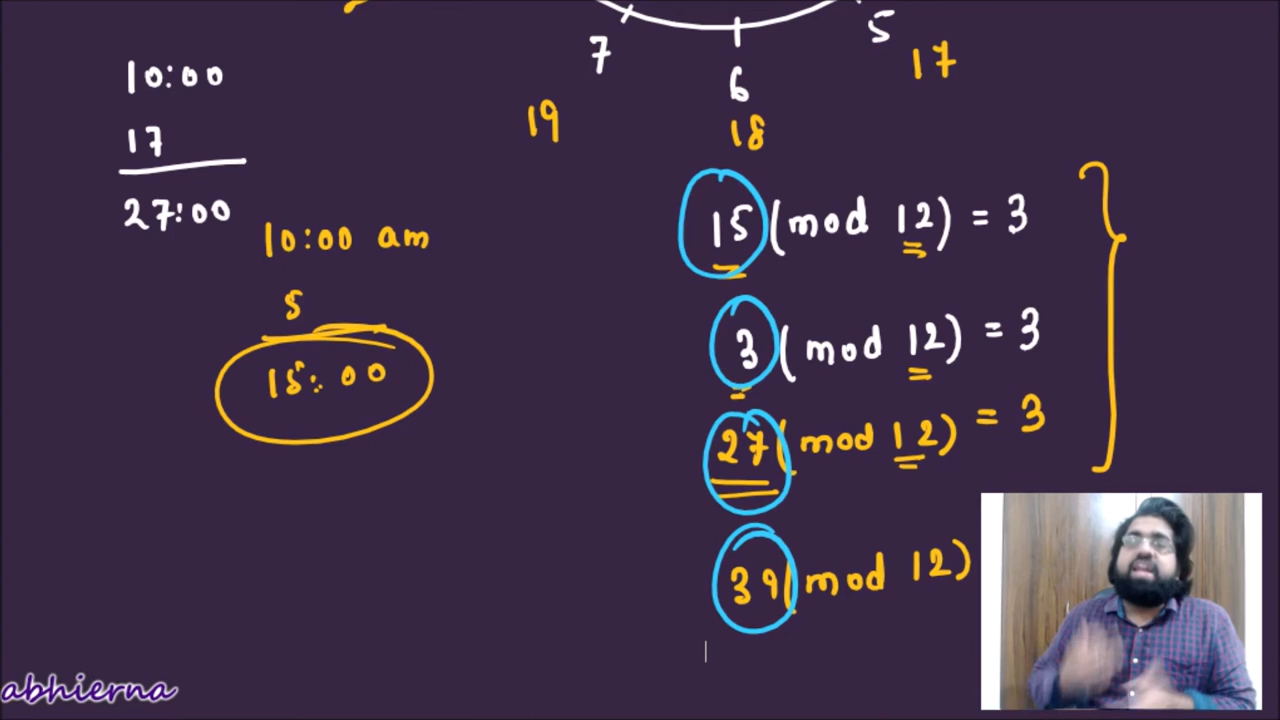 7
6
5
19
18
17
10:00
17
27:00
10:00 am
5
15:00
15 (mod 12) = 3
3 (mod 12) = 3
27 (mod 12) = 3
39 (mod 12)
abhierna